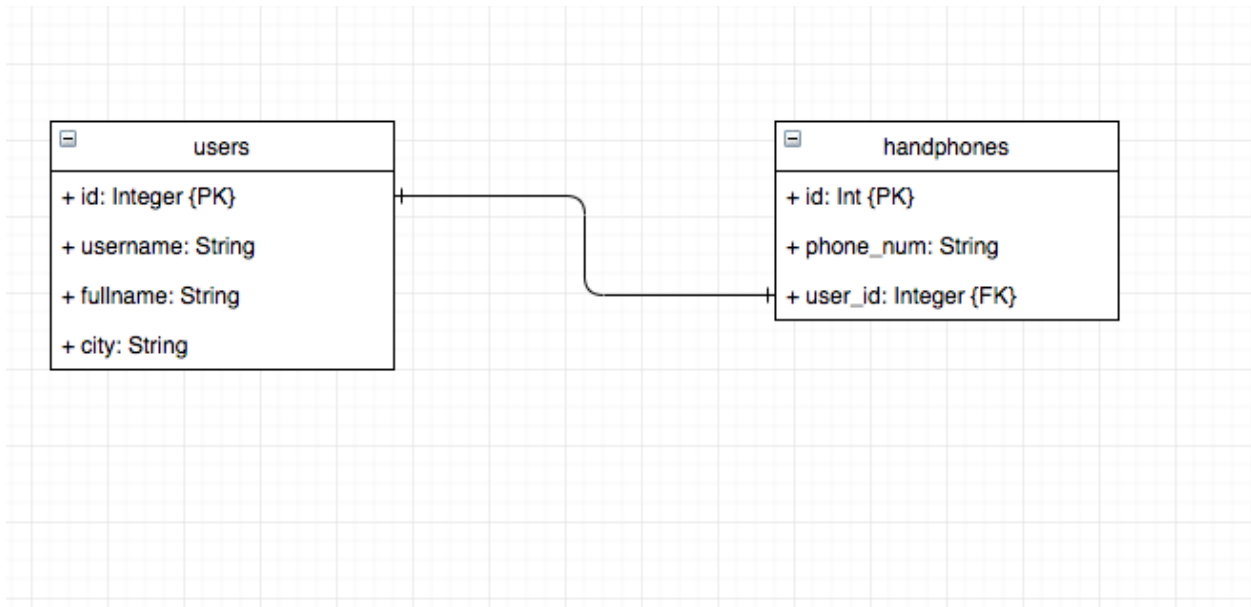 users
+ id: Integer {PK}
+ username: String
+ fullname: String
+ city: String
handphones
+ id: Int {PK}
+ phone_num: String
+ user_id: Integer {FK}